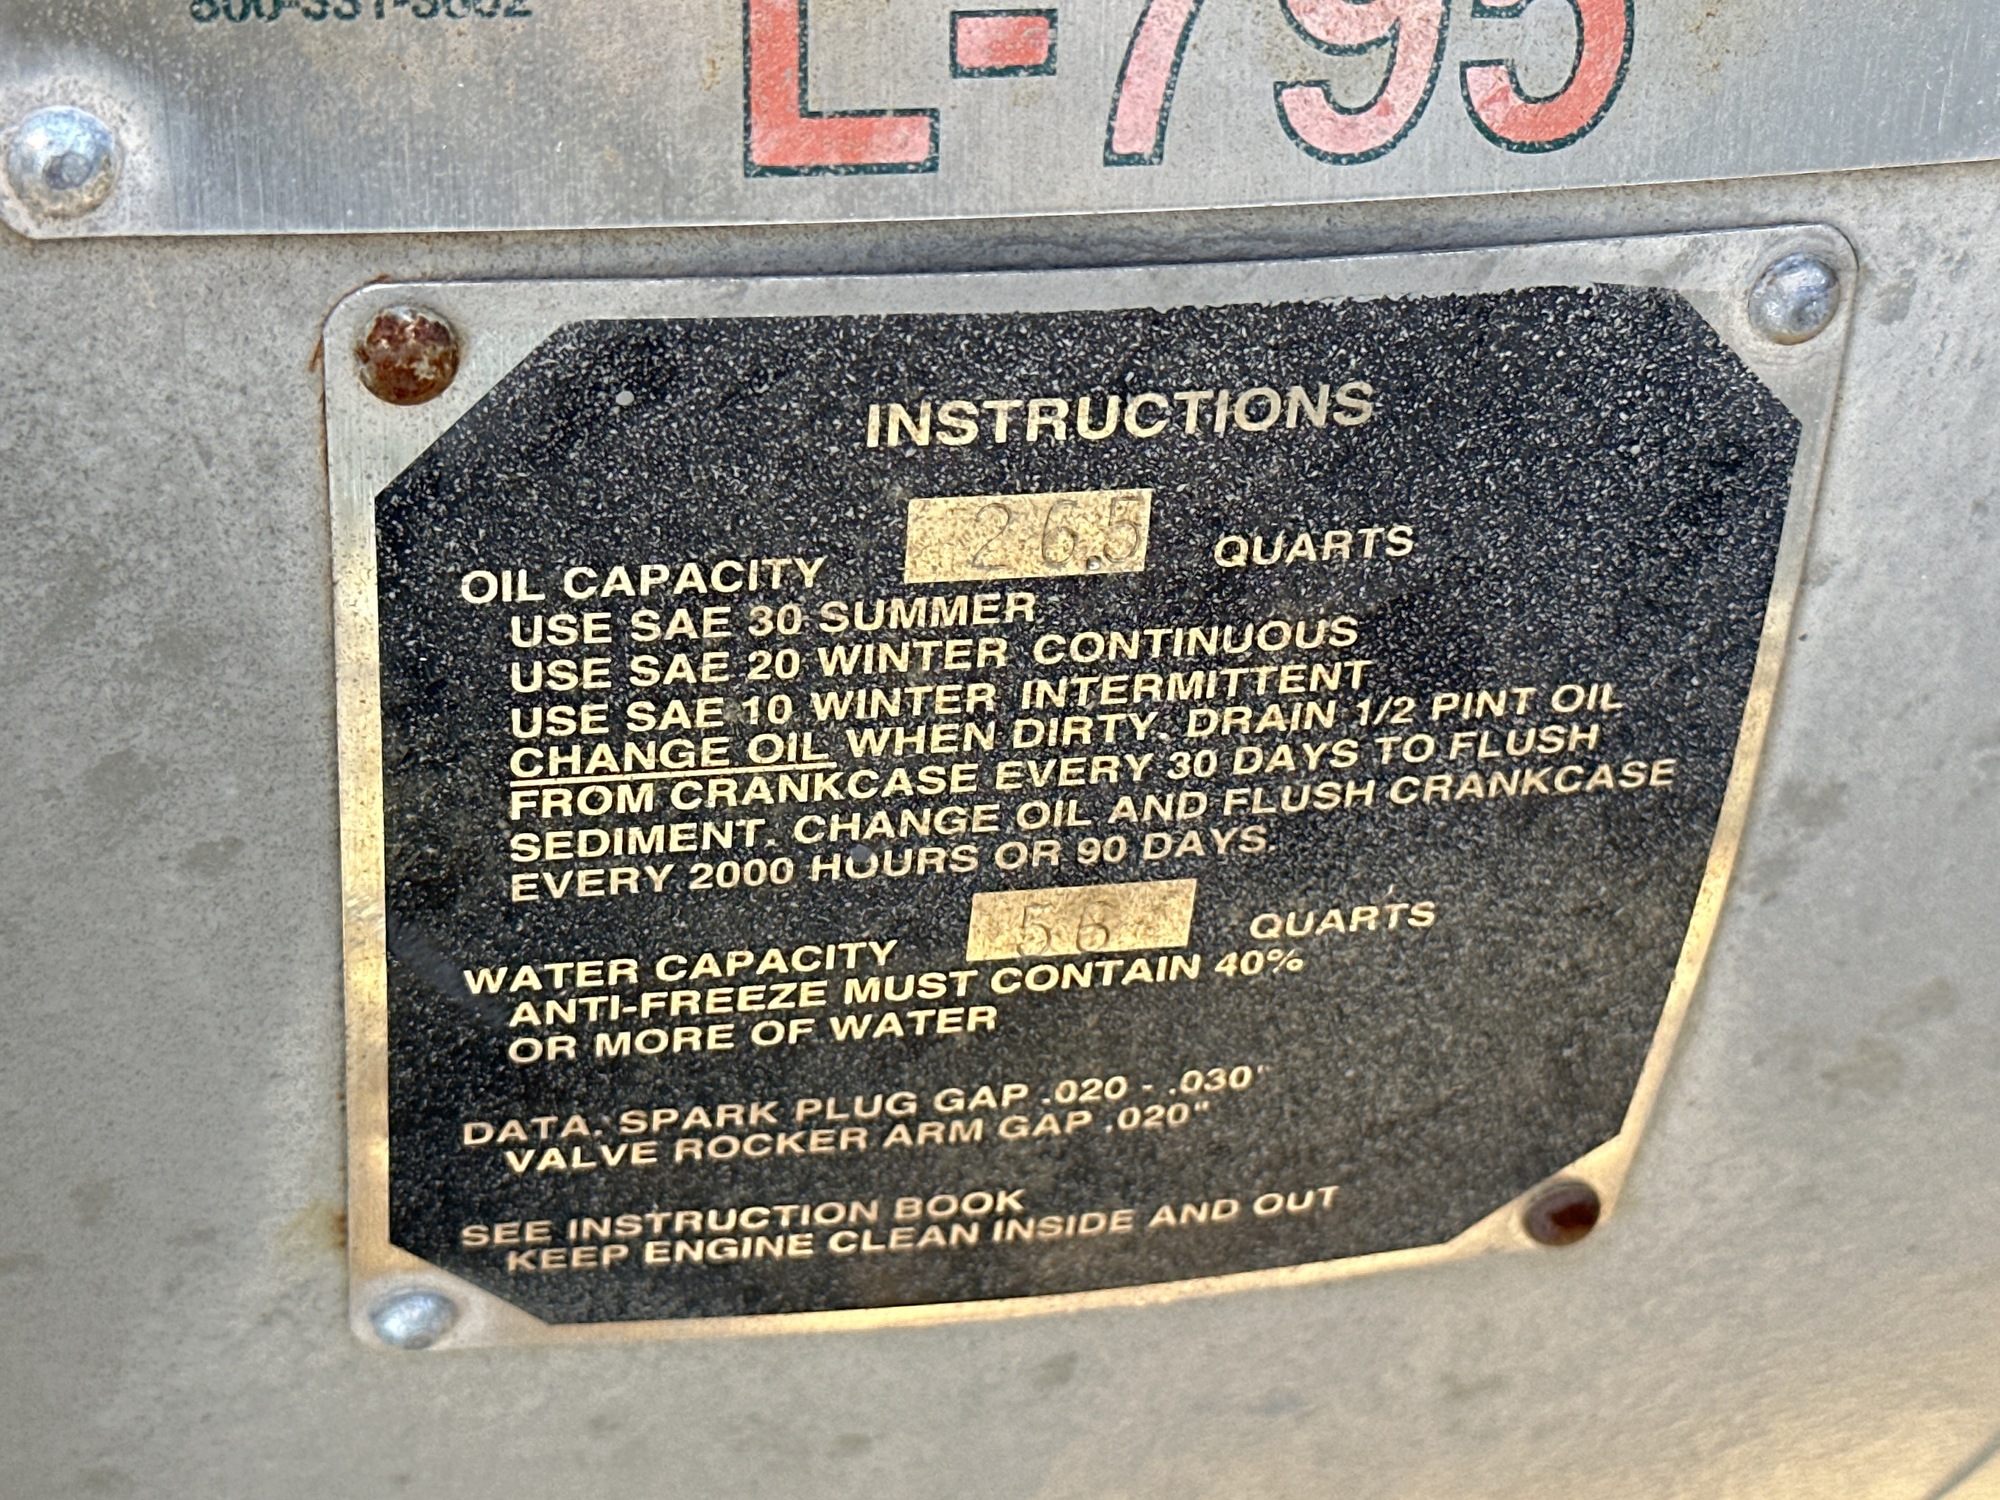 L-795
INSTRUCTIONS
OIL CAPACITY 26.5 QUARTS
USE SAE 30 SUMMER
USE SAE 20 WINTER CONTINUOUS
USE SAE 10 WINTER INTERMITTENT
CHANGE OIL WHEN DIRTY. DRAIN 1/2 PINT OIL
FROM CRANKCASE EVERY 30 DAYS TO FLUSH
SEDIMENT. CHANGE OIL AND FLUSH CRANKCASE
EVERY 2000 HOURS OR 90 DAYS.
WATER CAPACITY 56 QUARTS
ANTI-FREEZE MUST CONTAIN 40%
OR MORE OF WATER
DATA: SPARK PLUG GAP .020 - .030"
VALVE ROCKER ARM GAP .020"
SEE INSTRUCTION BOOK
KEEP ENGINE CLEAN INSIDE AND OUT